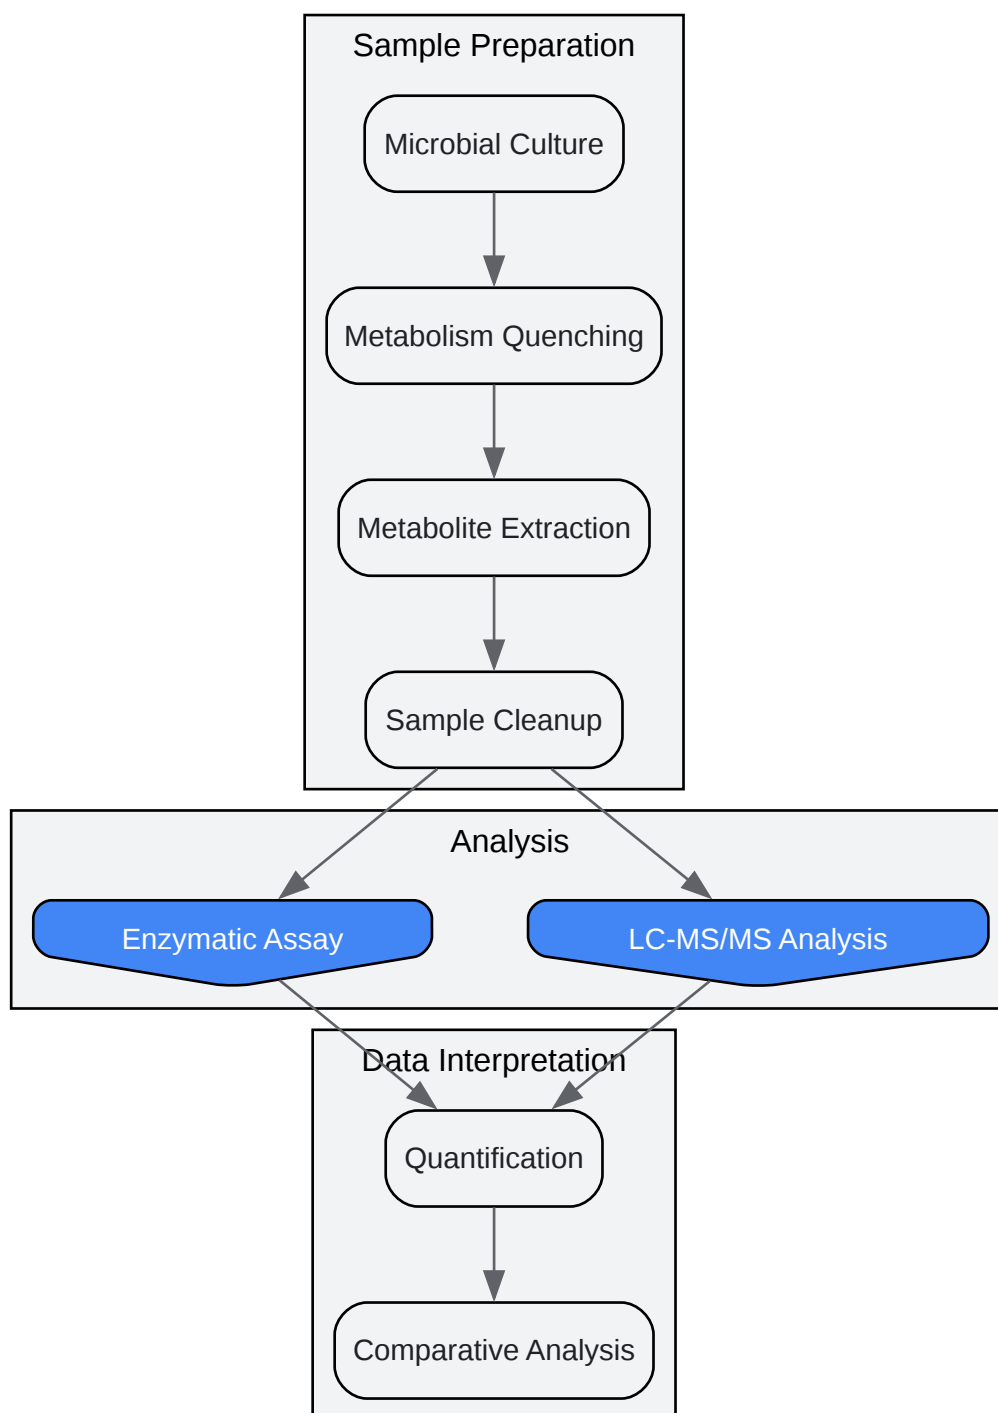 Sample Preparation
Microbial Culture
Metabolism Quenching
Metabolite Extraction
Sample Cleanup
Analysis
Enzymatic Assay
LC-MS/MS Analysis
Data Interpretation
Quantification
Comparative Analysis